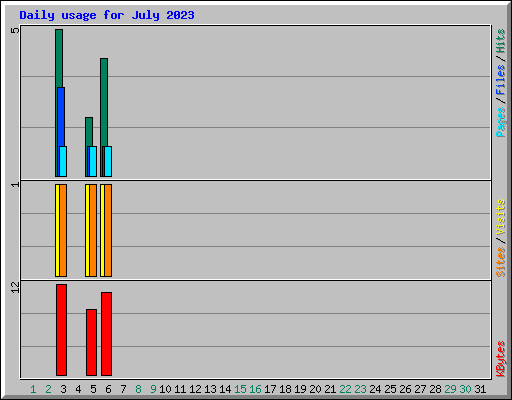 Daily usage for July 2023
5
Pages / Files / Hits
1
Sites / Visits
12
KBytes
1 2 3 4 5 6 7 8 9 10 11 12 13 14 15 16 17 18 19 20 21 22 23 24 25 26 27 28 29 30 31